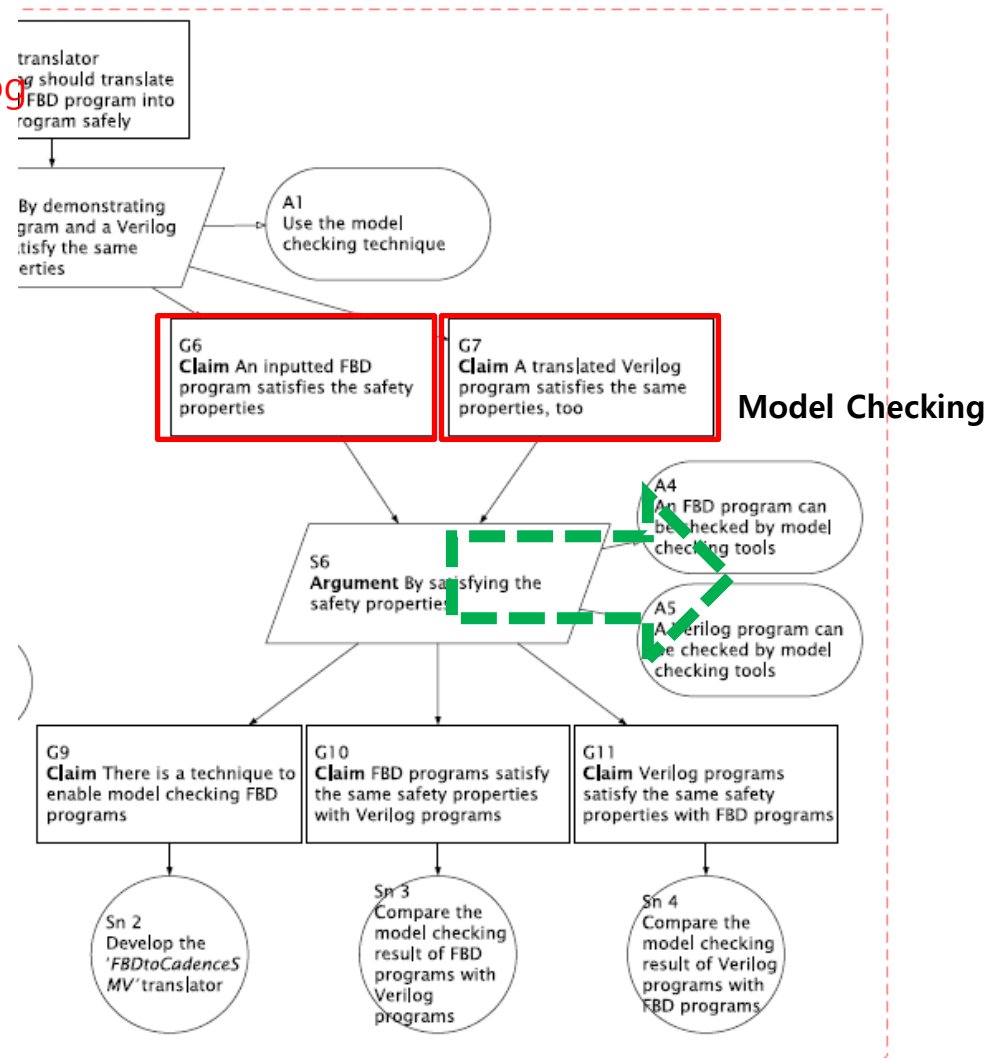 translator
og
should translate
FBD program into
rogram safely
By demonstrating
gram and a Verilog
tisfy the same
erties
A1
Use the model
checking technique
G6
Claim An inputted FBD
program satisfies the safety
properties
G7
Claim A translated Verilog
program satisfies the same
properties, too
Model Checking
A4
An FBD program can
be checked by model
checking tools
S6
Argument By satisfying the
safety properties
A5
A Verilog program can
be checked by model
checking tools
G9
Claim There is a technique to
enable model checking FBD
programs
G10
Claim FBD programs satisfy
the same safety properties
with Verilog programs
G11
Claim Verilog programs
satisfy the same safety
properties with FBD programs
Sn 2
Develop the
'FBDtoCadenceS
MV' translator
Sn 3
Compare the
model checking
result of FBD
programs with
Verilog
programs
Sn 4
Compare the
model checking
result of Verilog
programs with
FBD programs